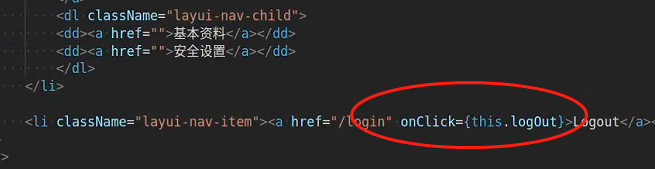 <dl className="layui-nav-child">
<dd><a href="">基本资料</a></dd>
<dd><a href="">安全设置</a></dd>
</dl>
</li>
<li className="layui-nav-item"><a href="/login" onClick={this.logOut}>Logout</a><
>